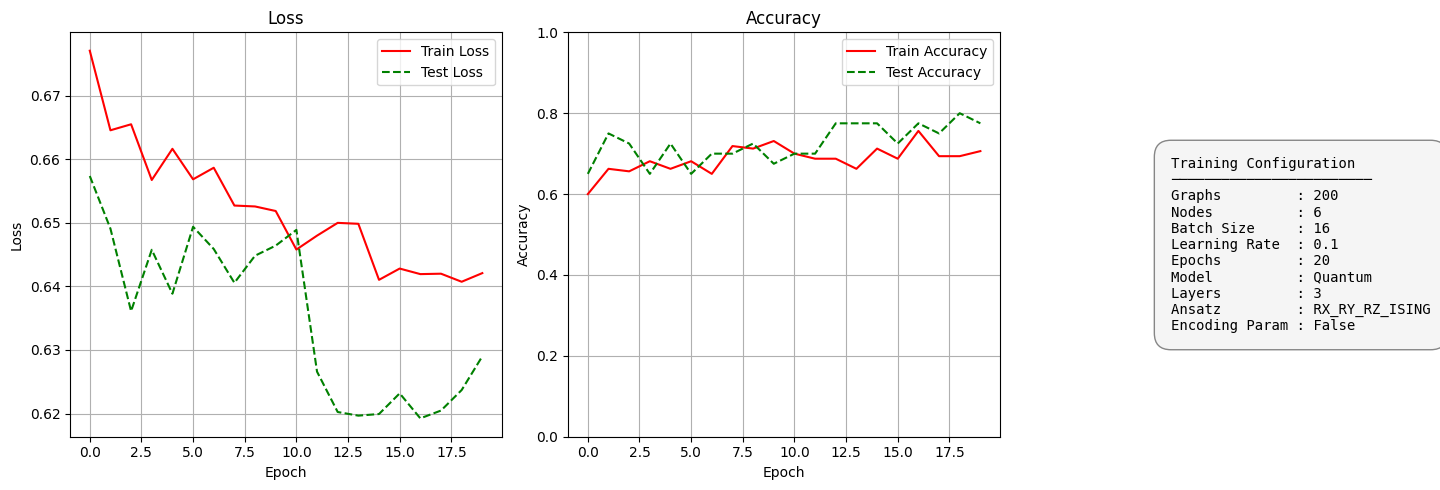 Loss
Train Loss
Test Loss
0.67
0.66
0.65
0.64
0.63
0.62
Loss
0.0 2.5 5.0 7.5 10.0 12.5 15.0 17.5
Epoch
Accuracy
Train Accuracy
Test Accuracy
1.0
0.8
0.6
0.4
0.2
0.0
Accuracy
0.0 2.5 5.0 7.5 10.0 12.5 15.0 17.5
Epoch
Training Configuration
Graphs : 200
Nodes : 6
Batch Size : 16
Learning Rate : 0.1
Epochs : 20
Model : Quantum
Layers : 3
Ansatz : RX_RY_RZ_ISING
Encoding Param : False